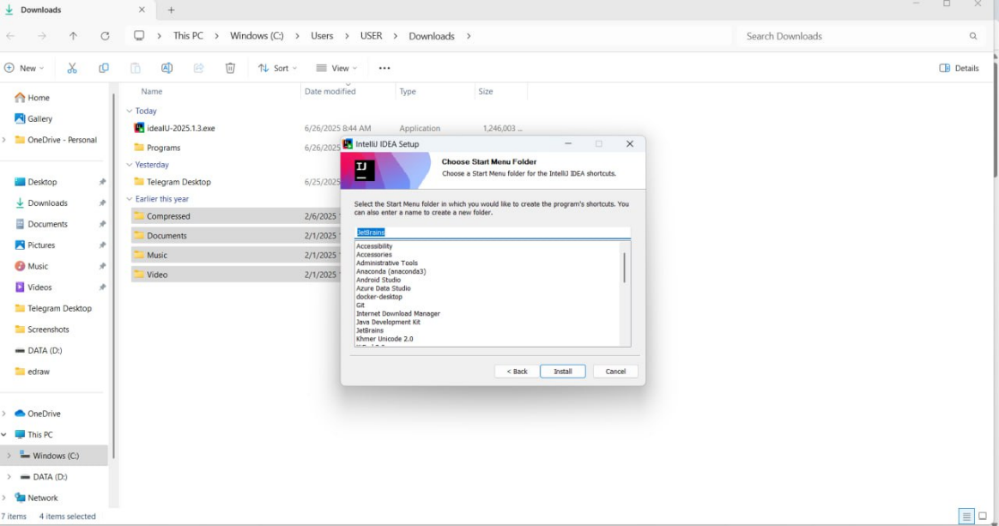 Downloads
This PC > Windows (C:) > Users > USER > Downloads >
Search Downloads
New
Sort
View
Details
Name Date modified Type Size
Home
Gallery
OneDrive - Personal
Desktop
Downloads
Documents
Pictures
Music
Videos
Telegram Desktop
Screenshots
DATA (D:)
edraw
OneDrive
This PC
Windows (C:)
DATA (D:)
Network
Today
idealU-2025.1.3.exe 6/26/2025 8:44 AM Application 1,246,003 ...
Programs 6/26/2025
Yesterday
Telegram Desktop 6/25/2025
Earlier this year
Compressed 2/6/2025
Documents 2/1/2025
Music 2/1/2025
Video 2/1/2025
IntelliJ IDEA Setup
IJ
Choose Start Menu Folder
Choose a Start Menu folder for the IntelliJ IDEA shortcuts.
Select the Start Menu folder in which you would like to create the program's shortcuts. You
can also enter a name to create a new folder.
JetBrains
Accessibility
Accessories
Administrative Tools
Anaconda (anaconda3)
Android Studio
Azure Data Studio
docker-desktop
Git
Internet Download Manager
Java Development Kit
JetBrains
Khmer Unicode 2.0
< Back
Install
Cancel
7 items 4 items selected